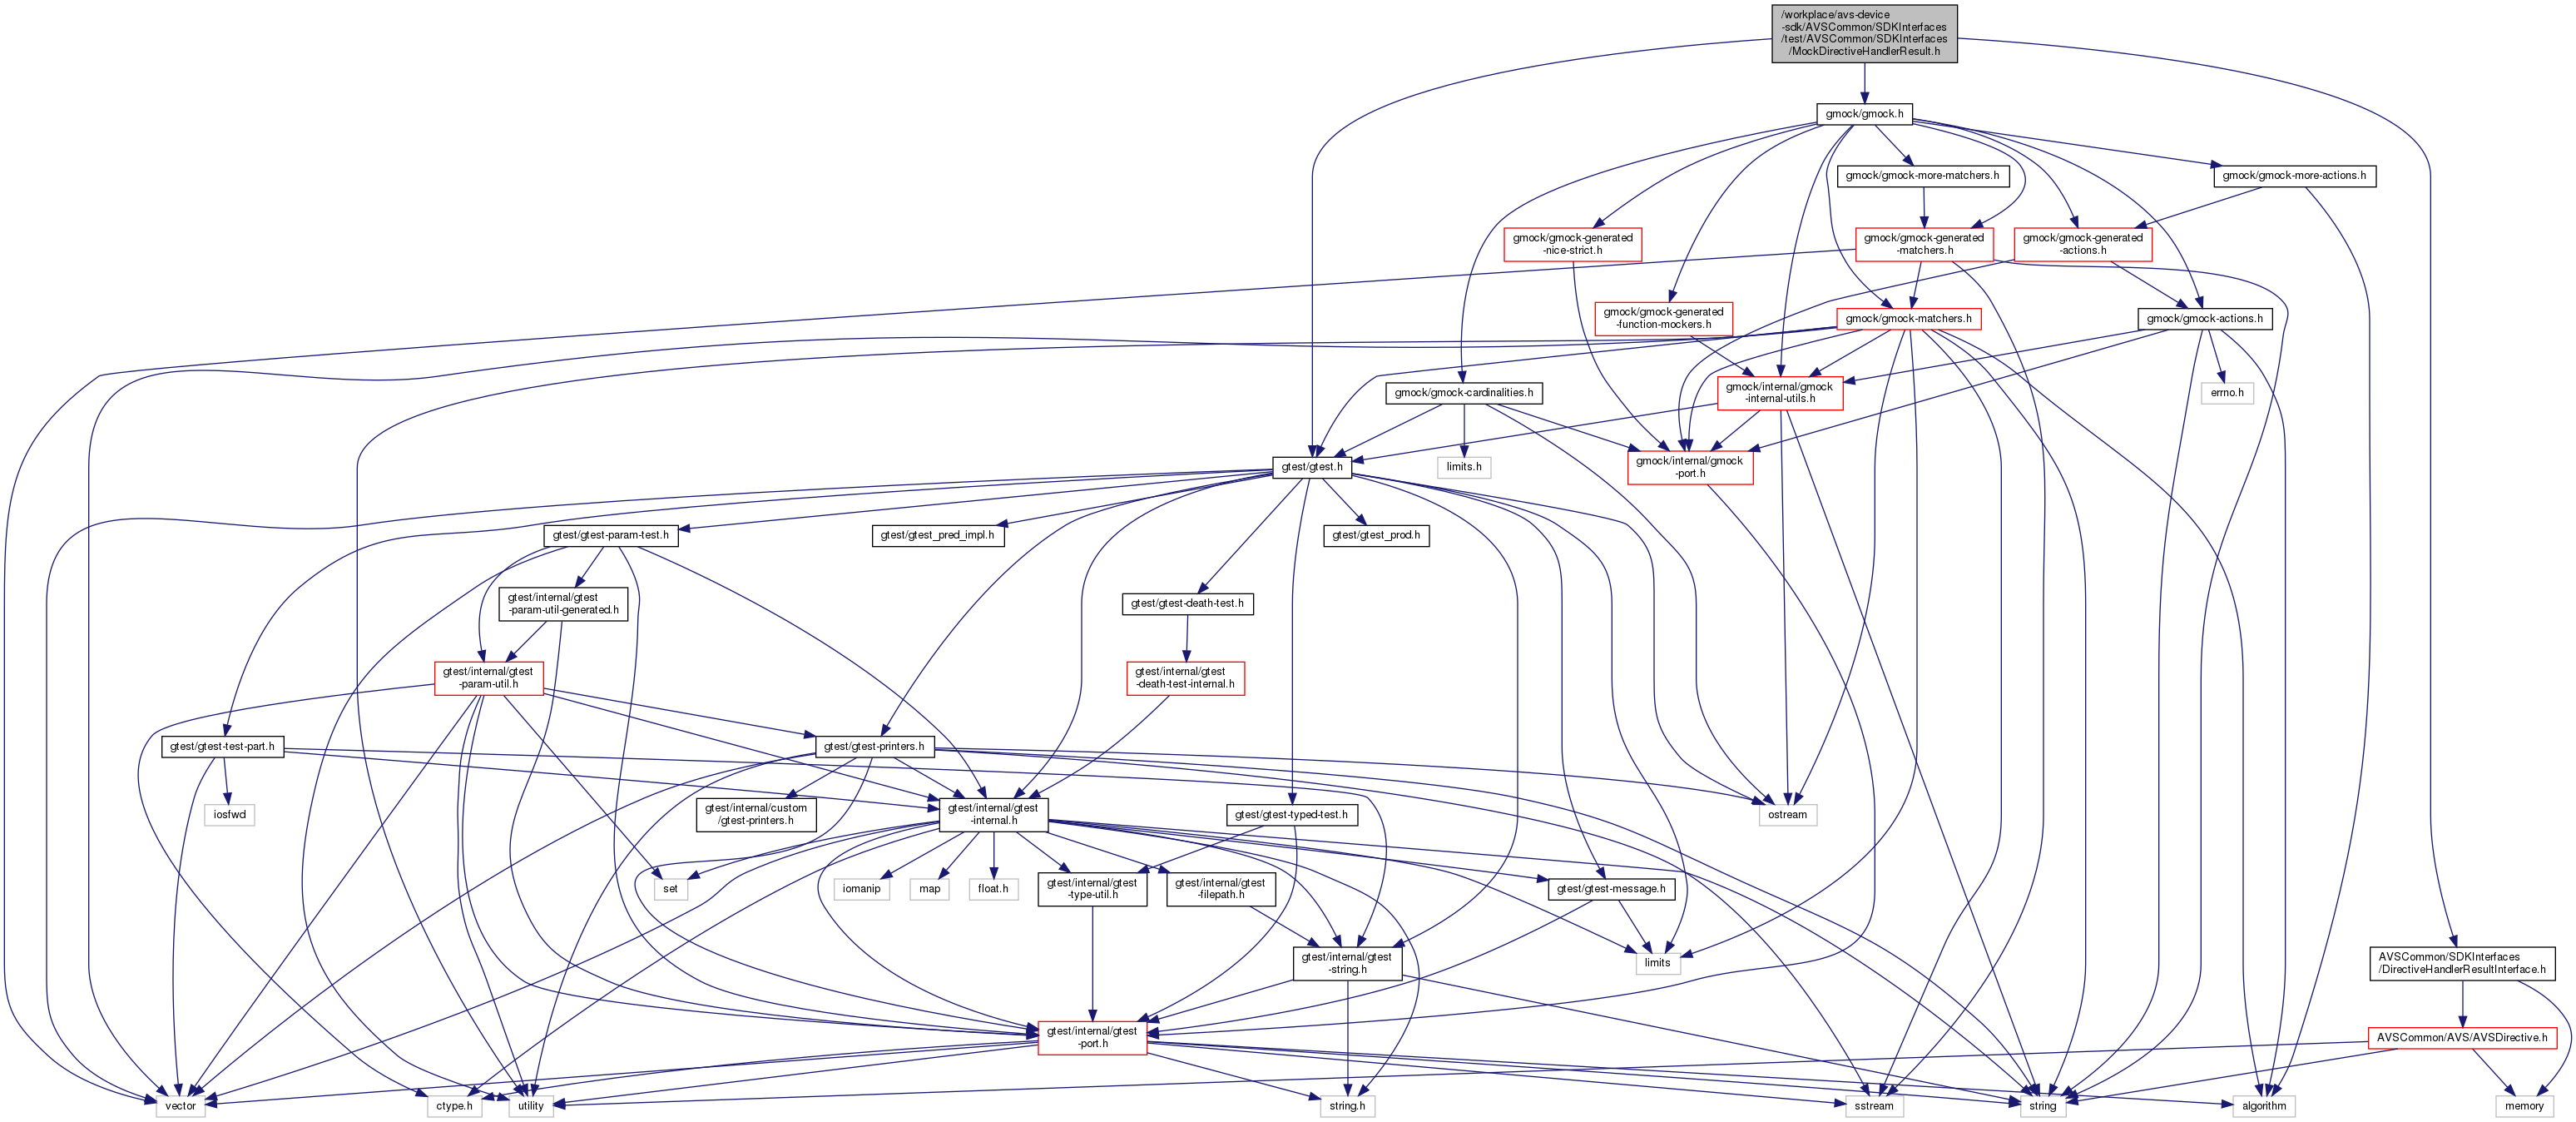 /workplace/avs-device
-sdk/AVSCommon/SDKInterfaces
/test/AVSCommon/SDKInterfaces
/MockDirectiveHandlerResult.h
gmock/gmock.h
gmock/gmock-more-matchers.h
gmock/gmock-more-actions.h
gmock/gmock-generated
-nice-strict.h
gmock/gmock-generated
-matchers.h
gmock/gmock-generated
-actions.h
gmock/gmock-generated
-function-mockers.h
gmock/gmock-matchers.h
gmock/gmock-actions.h
gmock/gmock-cardinalities.h
gmock/internal/gmock
-internal-utils.h
errno.h
gtest/gtest.h
limits.h
gmock/internal/gmock
-port.h
gtest/gtest-param-test.h
gtest/gtest_pred_impl.h
gtest/gtest_prod.h
gtest/internal/gtest
-param-util-generated.h
gtest/gtest-death-test.h
gtest/internal/gtest
-param-util.h
gtest/internal/gtest
-death-test-internal.h
gtest/gtest-test-part.h
gtest/gtest-printers.h
iosfwd
gtest/internal/custom
/gtest-printers.h
gtest/internal/gtest
-internal.h
gtest/gtest-typed-test.h
ostream
set
iomanip
map
float.h
gtest/internal/gtest
-type-util.h
gtest/internal/gtest
-filepath.h
gtest/gtest-message.h
gtest/internal/gtest
-string.h
limits
AVSCommon/SDKInterfaces
/DirectiveHandlerResultInterface.h
gtest/internal/gtest
-port.h
AVSCommon/AVS/AVSDirective.h
vector
ctype.h
utility
string.h
sstream
string
algorithm
memory